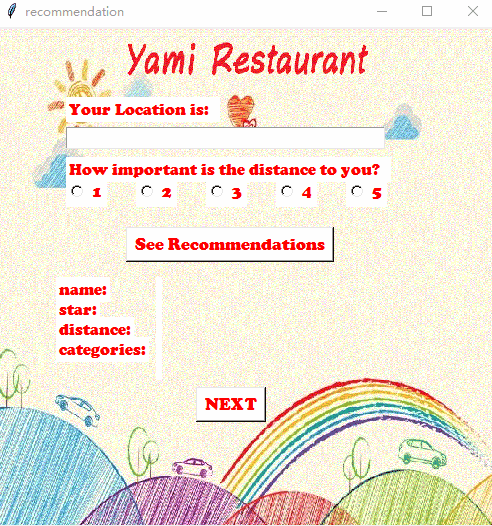 recommendation
Yami Restaurant
Your Location is:
How important is the distance to you?
1 2 3 4 5
See Recommendations
name:
star:
distance:
categories:
NEXT